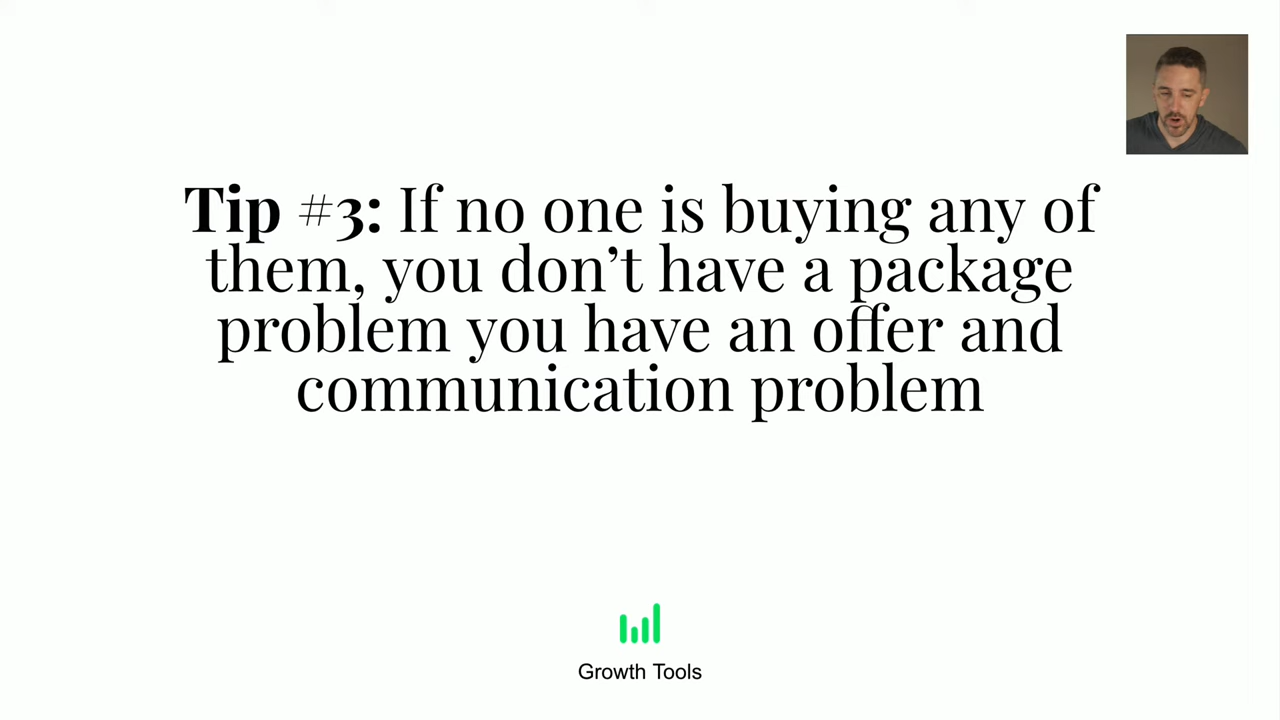 Tip #3: If no one is buying any of
them, you don’t have a package
problem you have an offer and
communication problem
Growth Tools